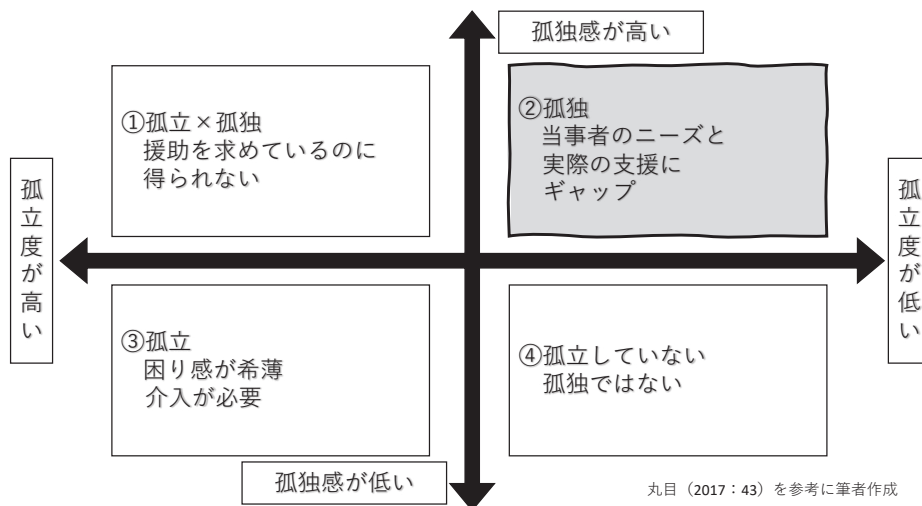 孤独感が高い
①孤立×孤独
援助を求めているのに
得られない
②孤独
当事者のニーズと
実際の支援に
ギャップ
孤立度が高い
孤立度が低い
③孤立
困り感が希薄
介入が必要
④孤立していない
孤独ではない
孤独感が低い
丸目（2017：43）を参考に筆者作成